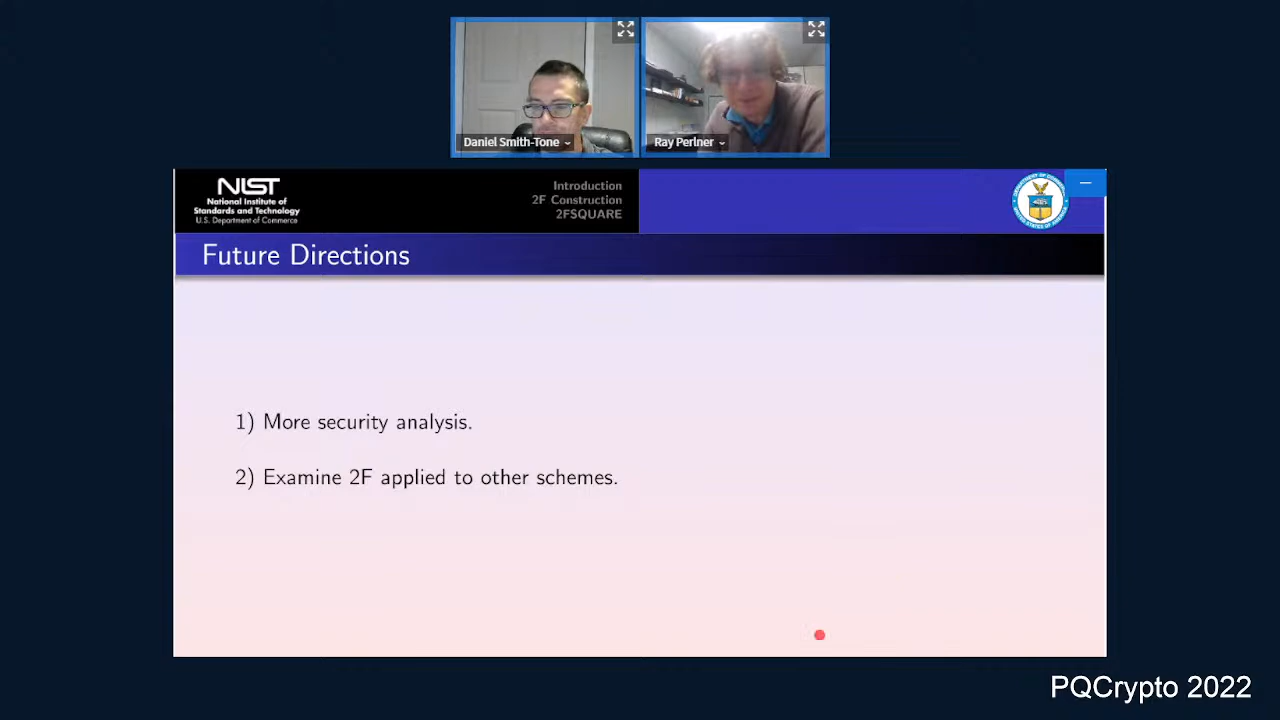 Daniel Smith-Tone
Ray Perlner
NIST
National Institute of
Standards and Technology
U.S. Department of Commerce
Introduction
2F Construction
2FSQUARE
Future Directions
1) More security analysis.
2) Examine 2F applied to other schemes.
PQCrypto 2022